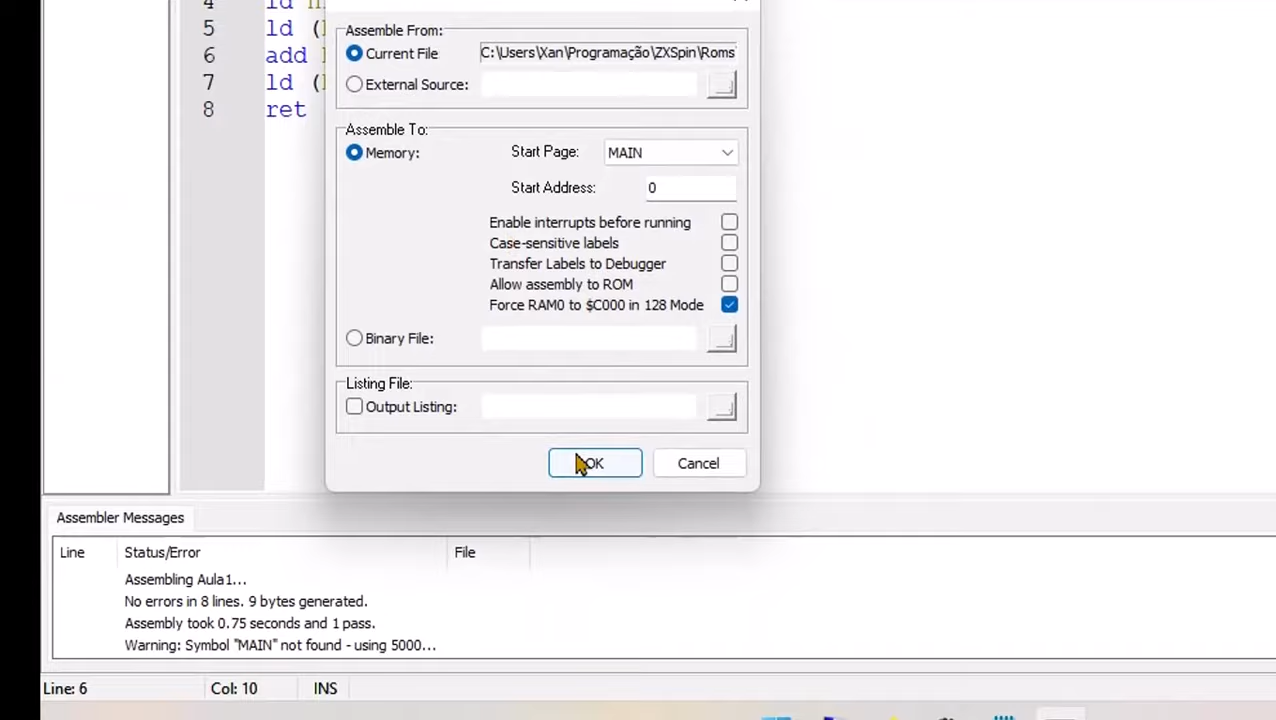 4 ld
5 ld (
6 add
7 ld (
8 ret
Assemble From:
Current File C:\Users\Xan\Programação\ZXSpin\Roms
External Source:
Assemble To:
Memory: Start Page: MAIN
Start Address: 0
Enable interrupts before running
Case-sensitive labels
Transfer Labels to Debugger
Allow assembly to ROM
Force RAM0 to $C000 in 128 Mode
Binary File:
Listing File:
Output Listing:
OK Cancel
Assembler Messages
Line Status/Error File
Assembling Aula1...
No errors in 8 lines. 9 bytes generated.
Assembly took 0.75 seconds and 1 pass.
Warning: Symbol "MAIN" not found - using 5000...
Line: 6 Col: 10 INS